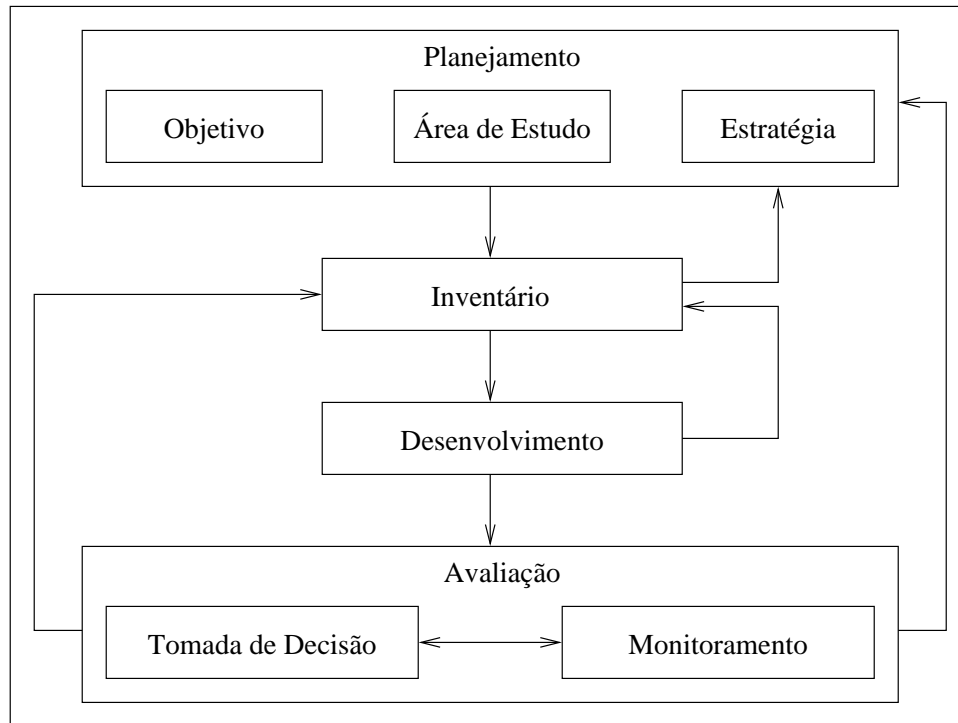 Planejamento
Objetivo
Área de Estudo
Estratégia
Inventário
Desenvolvimento
Avaliação
Tomada de Decisão
Monitoramento